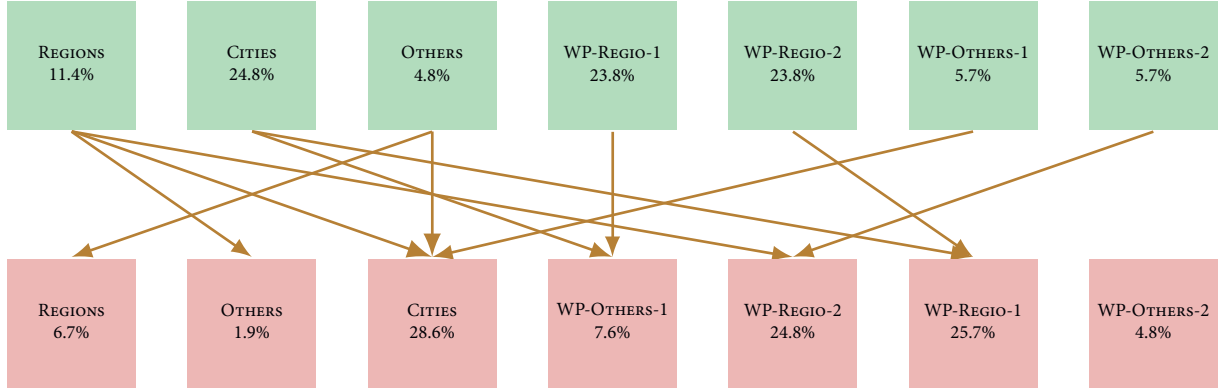 Regions
11.4%
Cities
24.8%
Others
4.8%
WP-Regio-1
23.8%
WP-Regio-2
23.8%
WP-Others-1
5.7%
WP-Others-2
5.7%
Regions
6.7%
Others
1.9%
Cities
28.6%
WP-Others-1
7.6%
WP-Regio-2
24.8%
WP-Regio-1
25.7%
WP-Others-2
4.8%